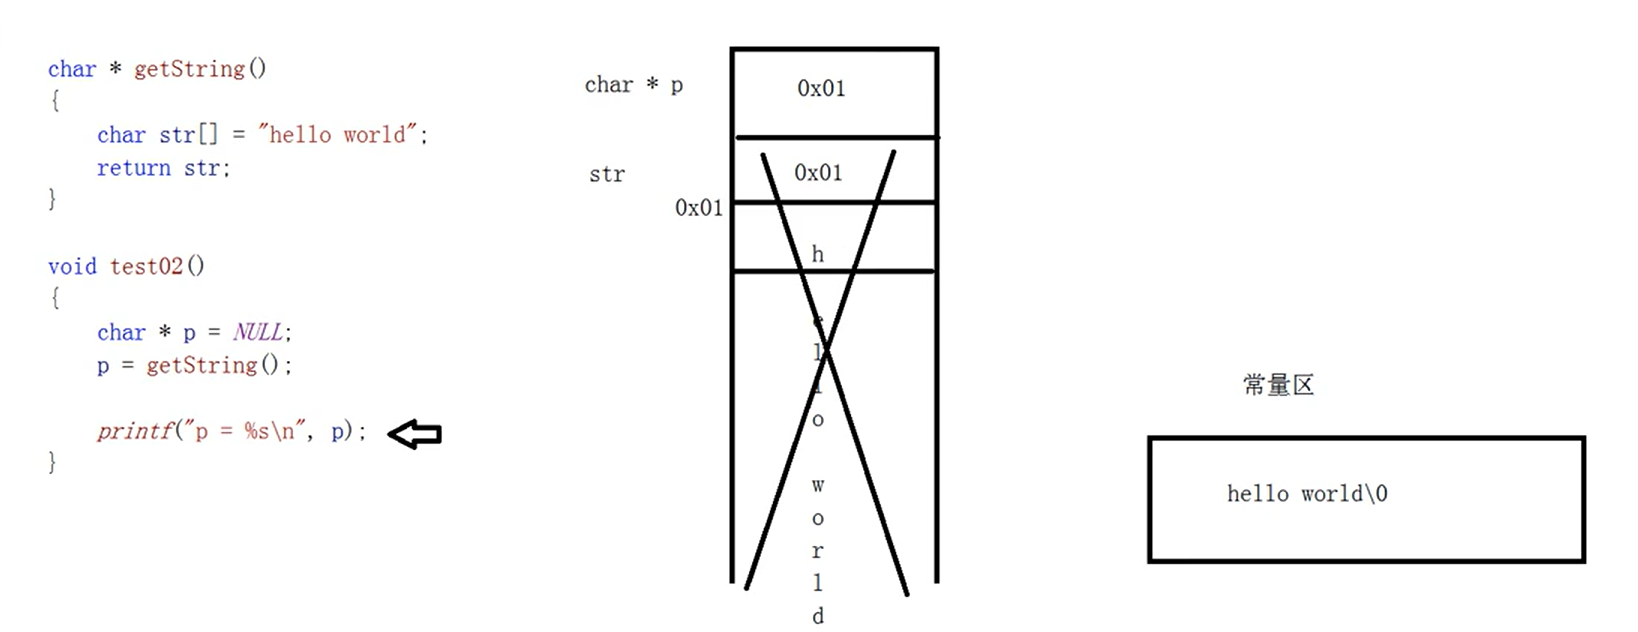 char * getString()
{
char str[] = "hello world";
return str;
}
void test02()
{
char * p = NULL;
p = getString();
printf("p = %s\n", p);
}
char * p
0x01
str
0x01
0x01
h
e
l
l
o
w
o
r
l
d
常量区
hello world\0